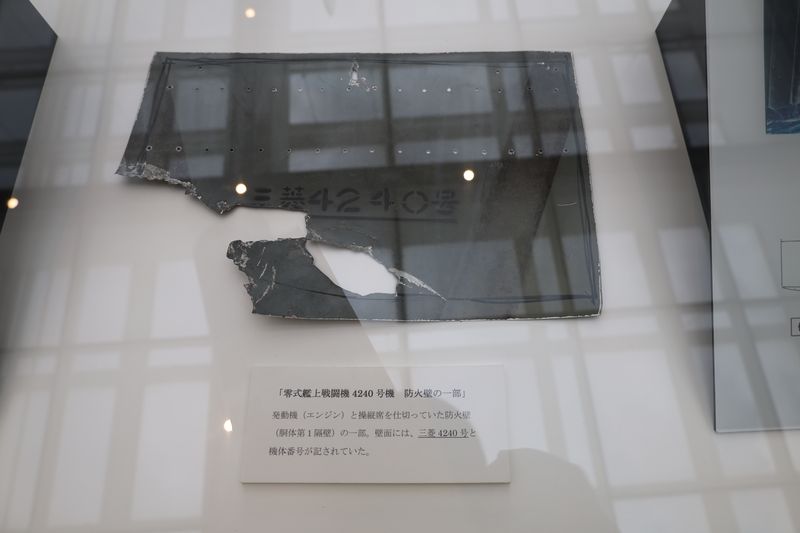 三菱4240号
「零式艦上戦闘機 4240 号機　防火壁の一部」
発動機（エンジン）と操縦席を仕切っていた防火壁
（胴体第1隔壁）の一部。壁面には、三菱 4240 号と
機体番号が記されていた。